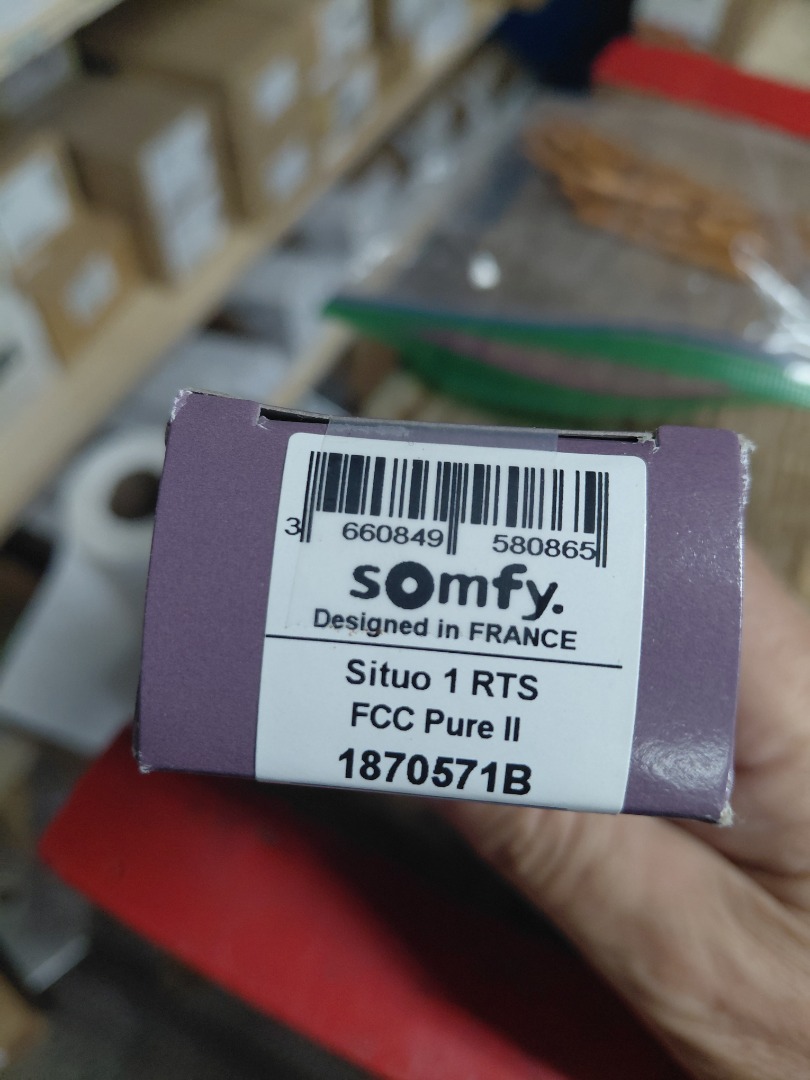 3 660849 580865
somfy.
Designed in FRANCE
Situo 1 RTS
FCC Pure II
1870571B